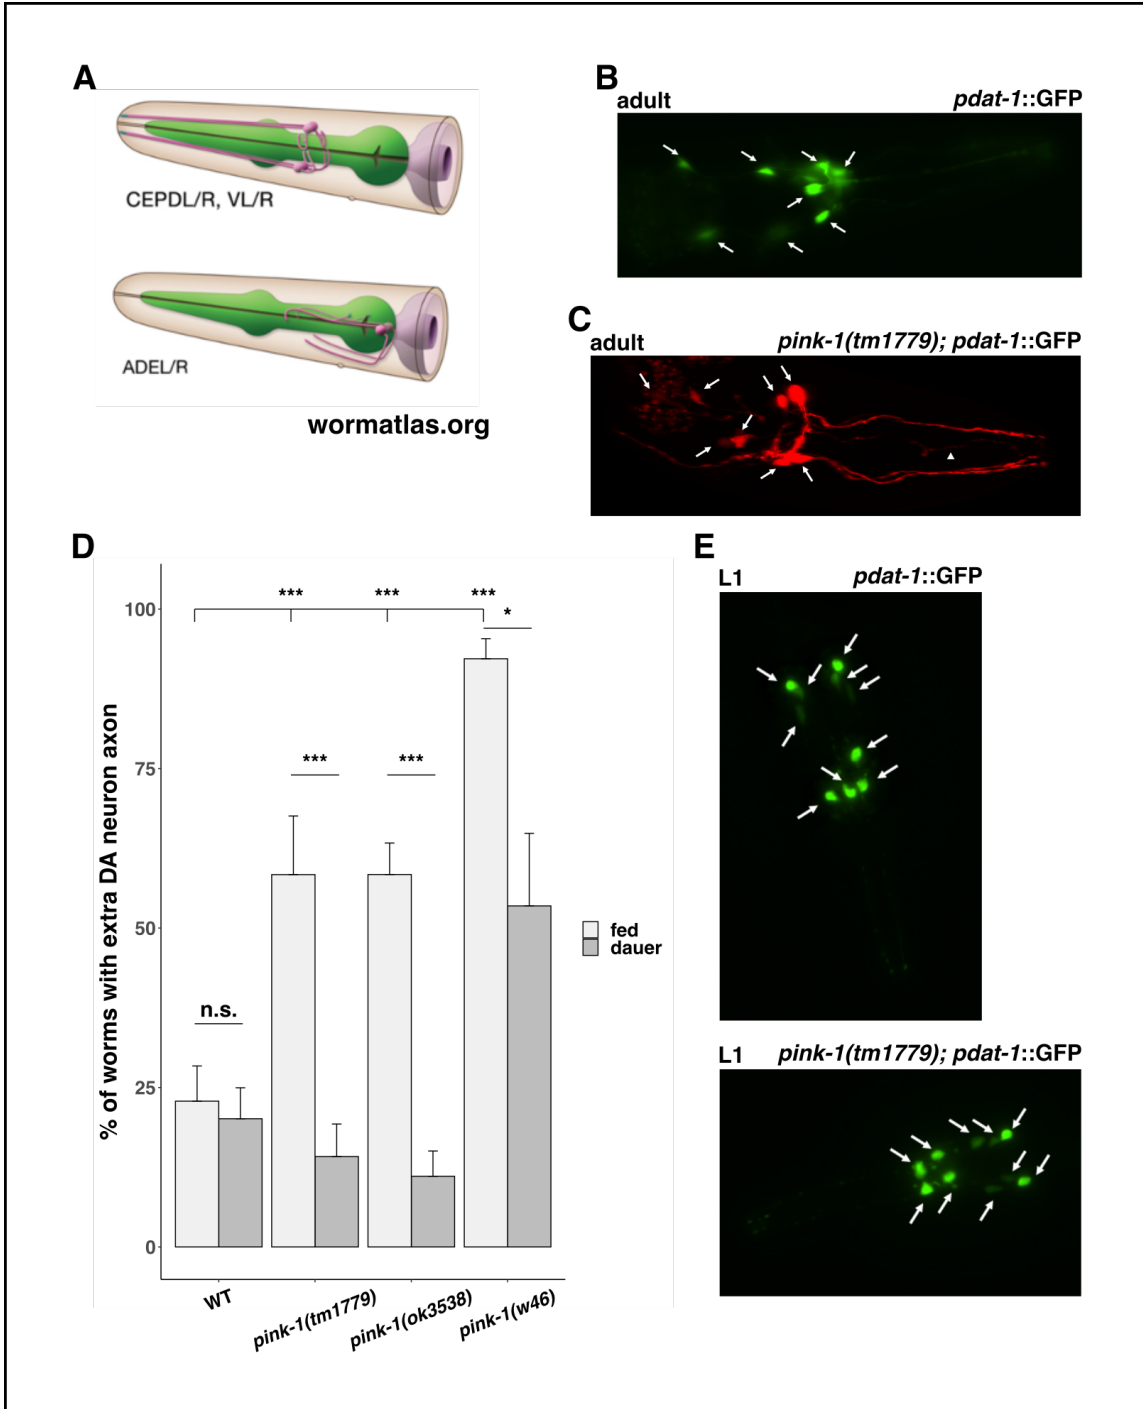 A
CEPDL/R, VL/R
ADEL/R
wormatlas.org
B
adult
pdat-1::GFP
C
adult
pink-1(tm1779); pdat-1::GFP
D
% of worms with extra DA neuron axon
100
75
50
25
0
***
***
***
*
***
***
n.s.
fed
dauer
WT
pink-1(tm1779)
pink-1(ok3538)
pink-1(w46)
E
L1
pdat-1::GFP
L1
pink-1(tm1779); pdat-1::GFP